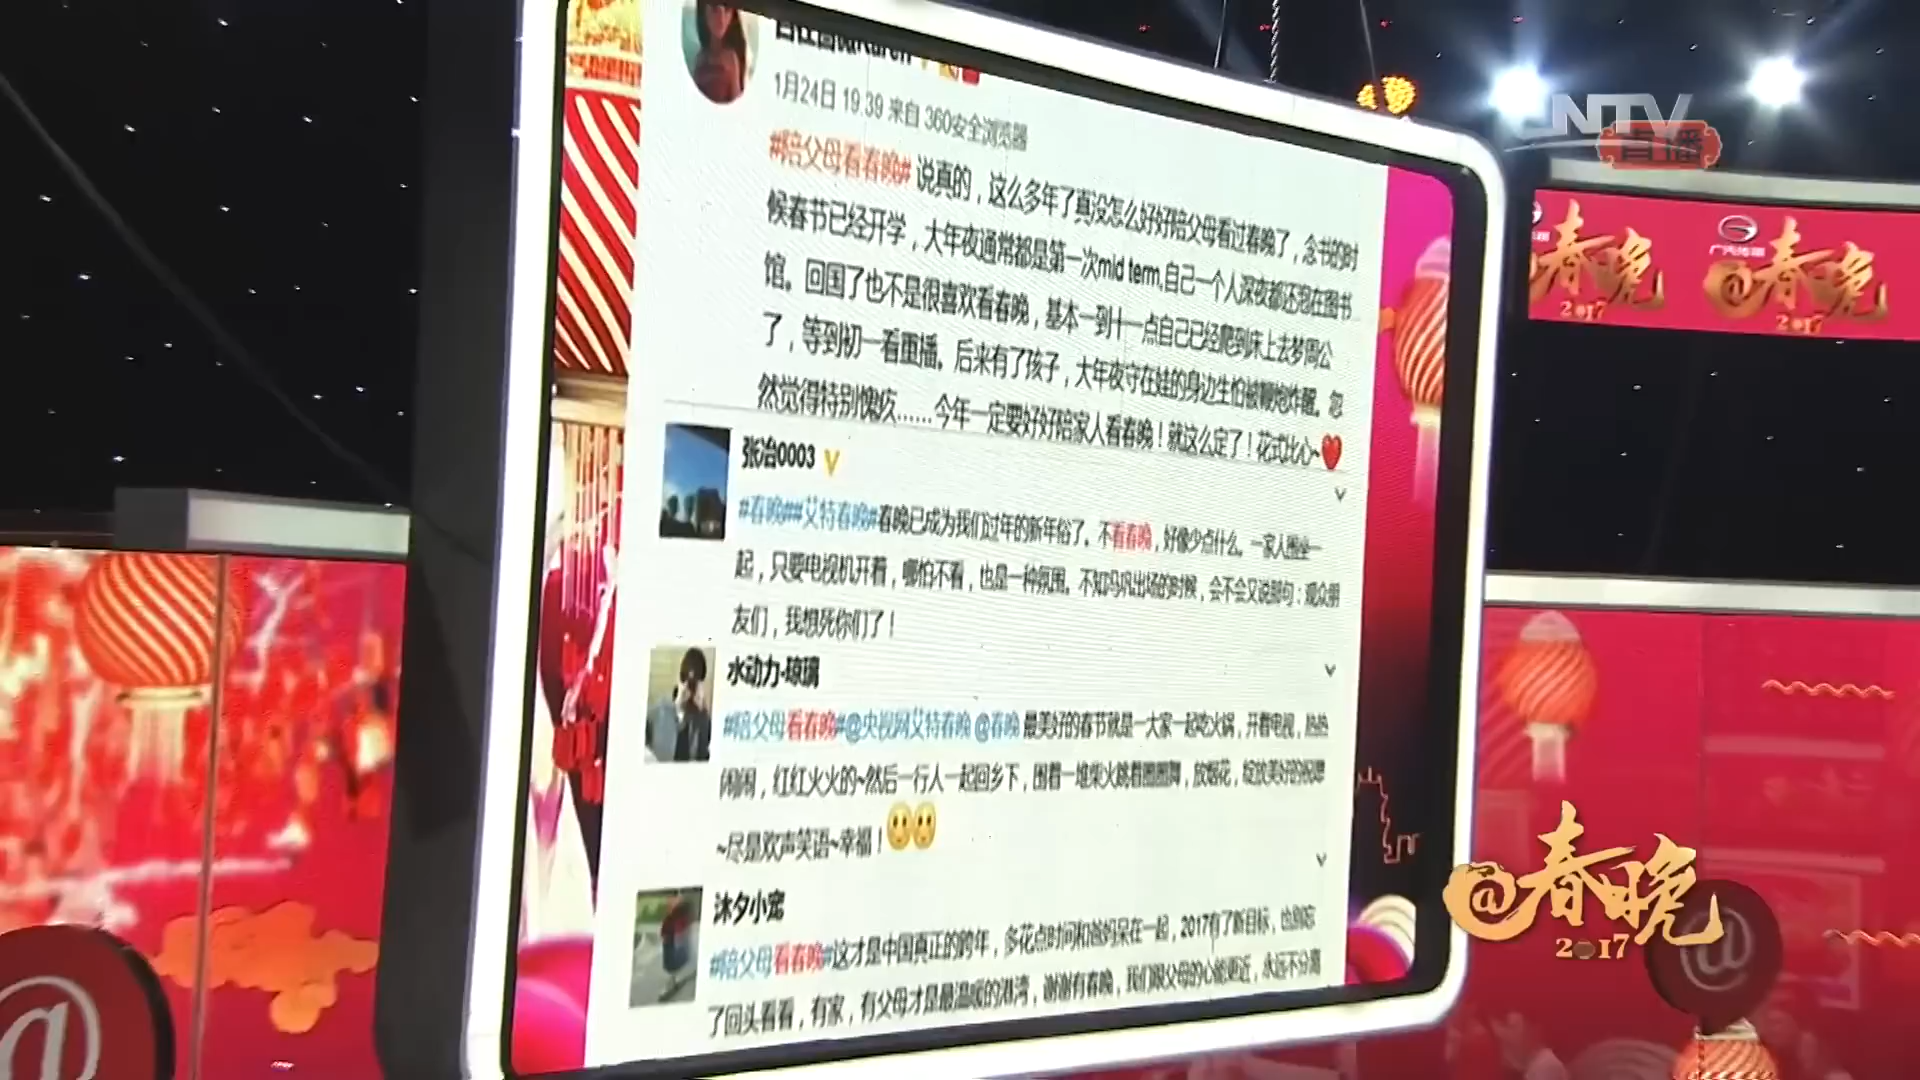 1月24日 19:39 来自 360安全浏览器
#陪父母看春晚# 说真的，这么多年了真没怎么好好陪父母看过春晚了，念书的时
候春节已经开学，大年夜通常都是第一次mid term,自己一个人深夜都还泡在图书
馆。回国了也不是很喜欢看春晚，基本一到十一点自己已经爬到床上去梦周公
了，等到初一看重播。后来有了孩子，大年夜守在娃的身边生怕被鞭炮炸醒。忽
然觉得特别愧疚……今年一定要好好陪家人看春晚！就这么定了！花式比心~❤
张冶0003
#春晚##艾特春晚#春晚已成为我们过年的新年俗了。不看春晚，好像少点什么。一家人围坐一
起，只要电视机开着，哪怕不看，也是一种氛围。不知冯巩出场的时候，会不会又说那句：观众朋
友们，我想死你们了！
水动力-琼璃
#陪父母看春晚#@央视网艾特春晚 @春晚 最美好的春节就是一大家一起吃火锅，开着电视，热热
闹闹，红红火火的~然后一行人一起回乡下，围着一堆柴火跳着圈圈舞，放烟花，绽放美好的祝福
~尽是欢声笑语~幸福！
沐夕小宠
#陪父母看春晚#这才是中国真正的跨年，多花点时间和爸妈呆在一起，2017有了新目标，也别忘
了回头看看，有家，有父母才是最温暖的港湾，谢谢有春晚，我们跟父母的心能更近，永远不分离
NTV
直播
春晚
2017
@春晚
2017
@春晚
2017
@
@